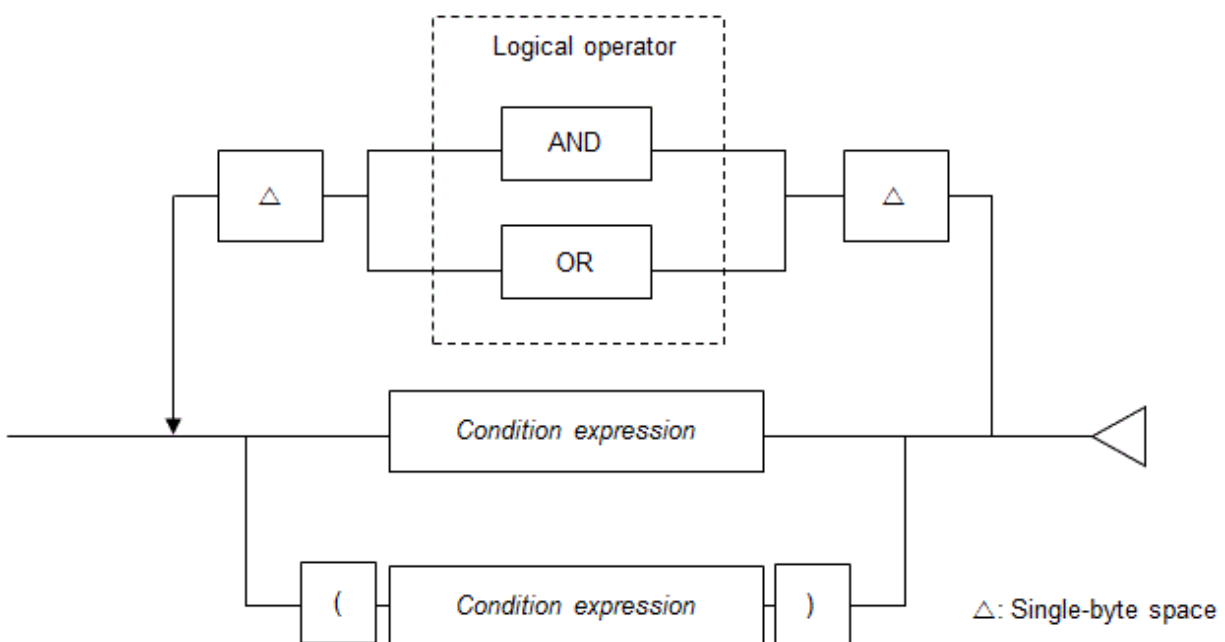 Logical operator
AND
△
△
OR
Condition expression
( Condition expression )
△: Single-byte space